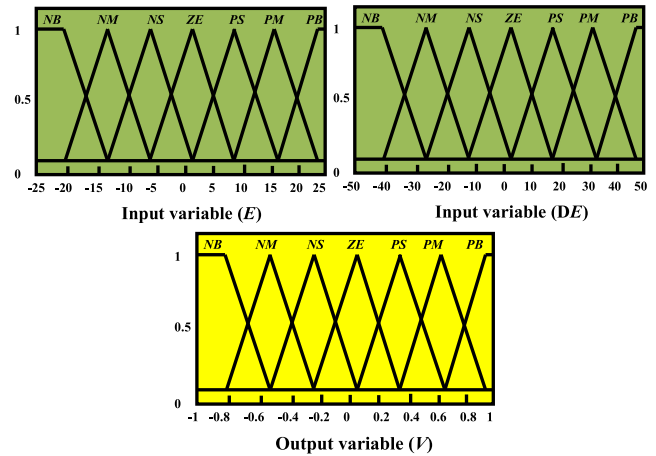 NB NM NS ZE PS PM PB
1
0.5
0
-25 -20 -15 -10 -5 0 5 10 15 20 25
Input variable (E)
NB NM NS ZE PS PM PB
1
0.5
0
-50 -40 -30 -20 -10 0 10 20 30 40 50
Input variable (DE)
NB NM NS ZE PS PM PB
1
0.5
0
-1 -0.8 -0.6 -0.4 -0.2 0 0.2 0.4 0.6 0.8 1
Output variable (V)